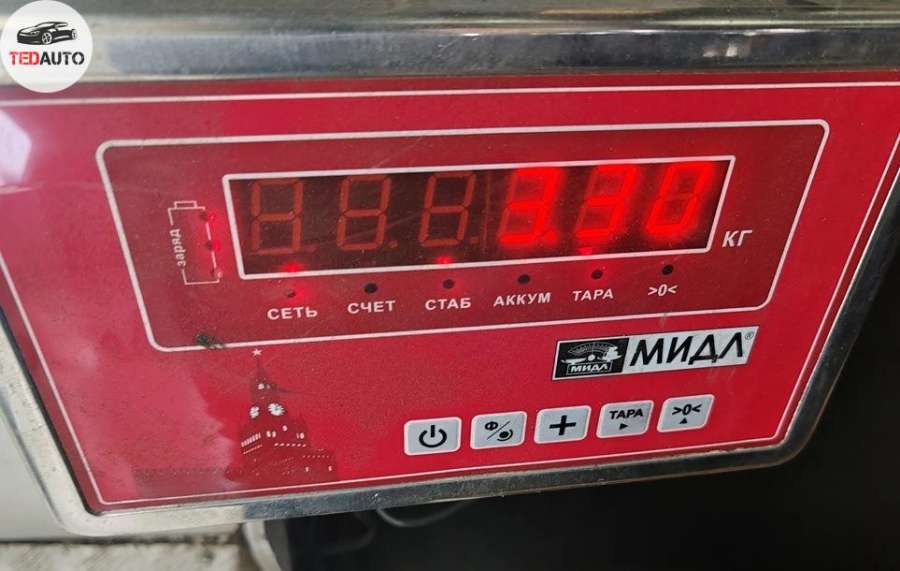 TEDAUTO
заряд
3.30
КГ
СЕТЬ СЧЕТ СТАБ АККУМ ТАРА >0<
МИДЛ МИДЛ®
Ф/ + ТАРА >0<